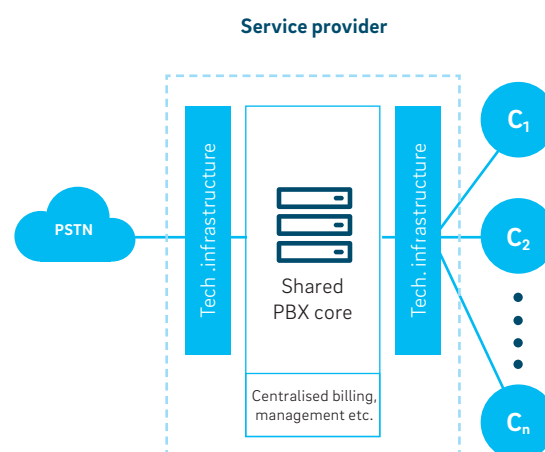 Service provider
PSTN
Tech .infrastructure
Shared
PBX core
Centralised billing,
management etc.
Tech. infrastructure
C₁
C₂
Cₙ